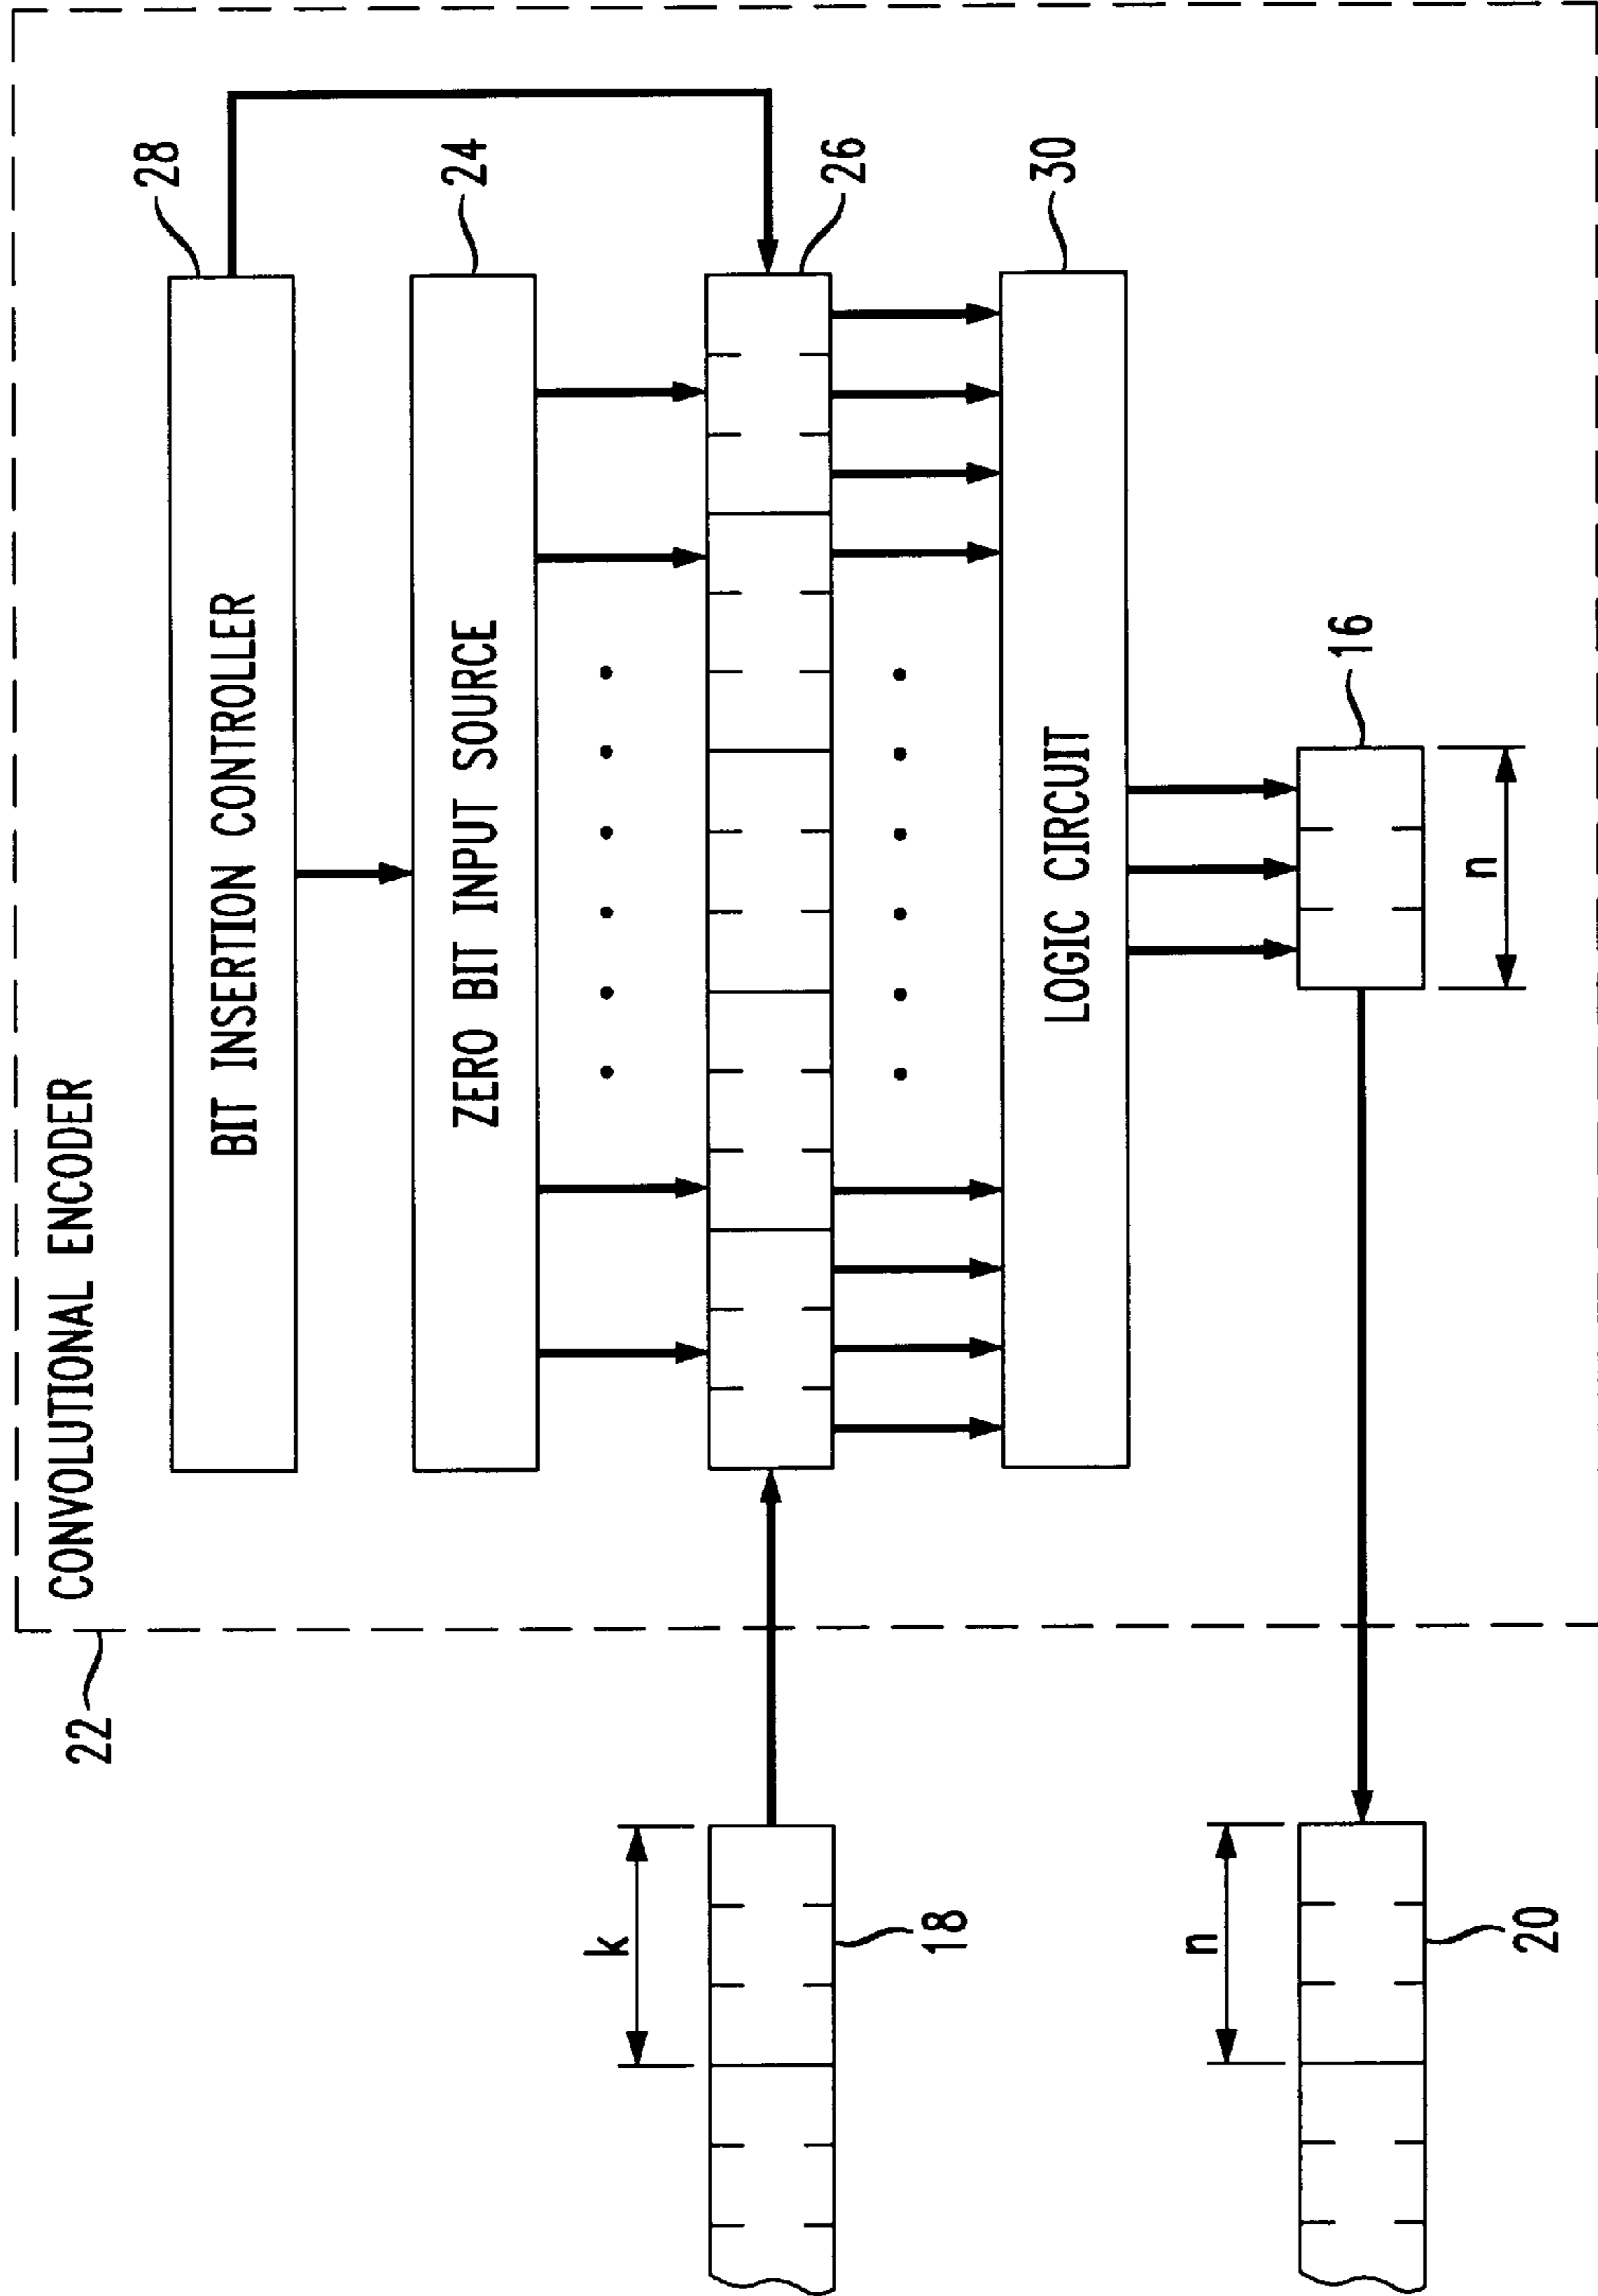 CONVOLUTIONAL ENCODER
22
BIT INSERTION CONTROLLER
28
ZERO BIT INPUT SOURCE
24
k
18
26
LOGIC CIRCUIT
30
n
20
16
n